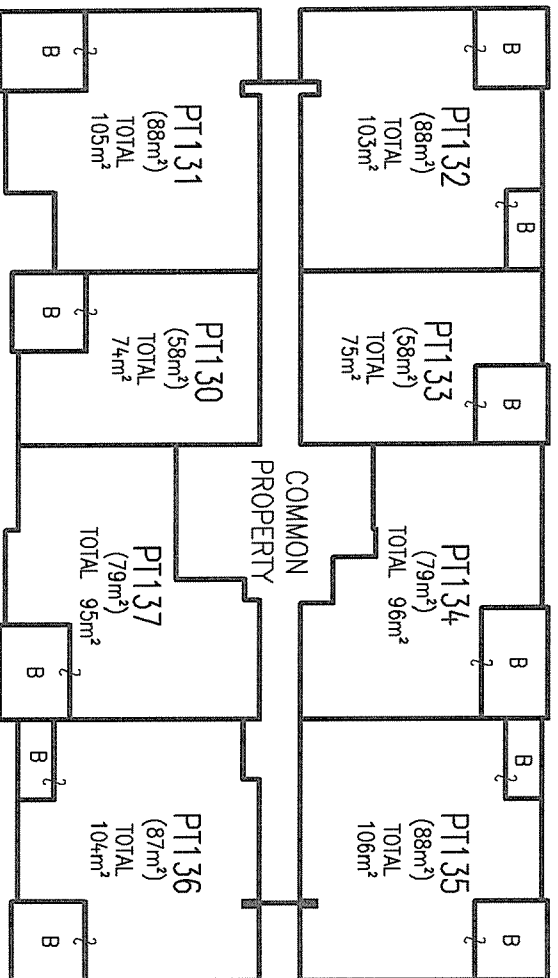 B
PT131
(88m²)
TOTAL
105m²
B
PT130
(58m²)
TOTAL
74m²
PT137
(79m²)
TOTAL 95m²
B
B
PT136
(87m²)
TOTAL
104m²
B
COMMON
PROPERTY
B
PT132
(88m²)
TOTAL
103m²
B
PT133
(58m²)
TOTAL
75m²
B
PT134
(79m²)
TOTAL 96m²
B
B
PT135
(88m²)
TOTAL
106m²
B